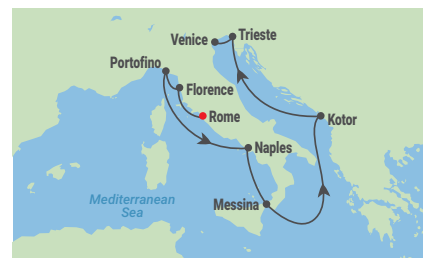 Venice
Trieste
Portofino
Florence
Rome
Kotor
Naples
Mediterranean
Sea
Messina